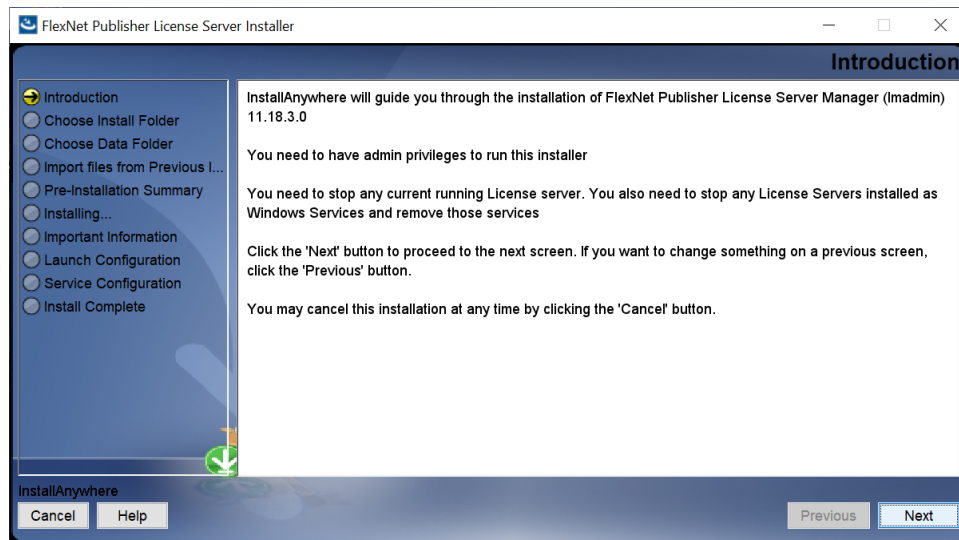 FlexNet Publisher License Server Installer
Introduction
Introduction
Choose Install Folder
Choose Data Folder
Import files from Previous I...
Pre-Installation Summary
Installing...
Important Information
Launch Configuration
Service Configuration
Install Complete
InstallAnywhere will guide you through the installation of FlexNet Publisher License Server Manager (lmadmin)
11.18.3.0
You need to have admin privileges to run this installer
You need to stop any current running License server. You also need to stop any License Servers installed as
Windows Services and remove those services
Click the 'Next' button to proceed to the next screen. If you want to change something on a previous screen,
click the 'Previous' button.
You may cancel this installation at any time by clicking the 'Cancel' button.
InstallAnywhere
Cancel
Help
Previous
Next